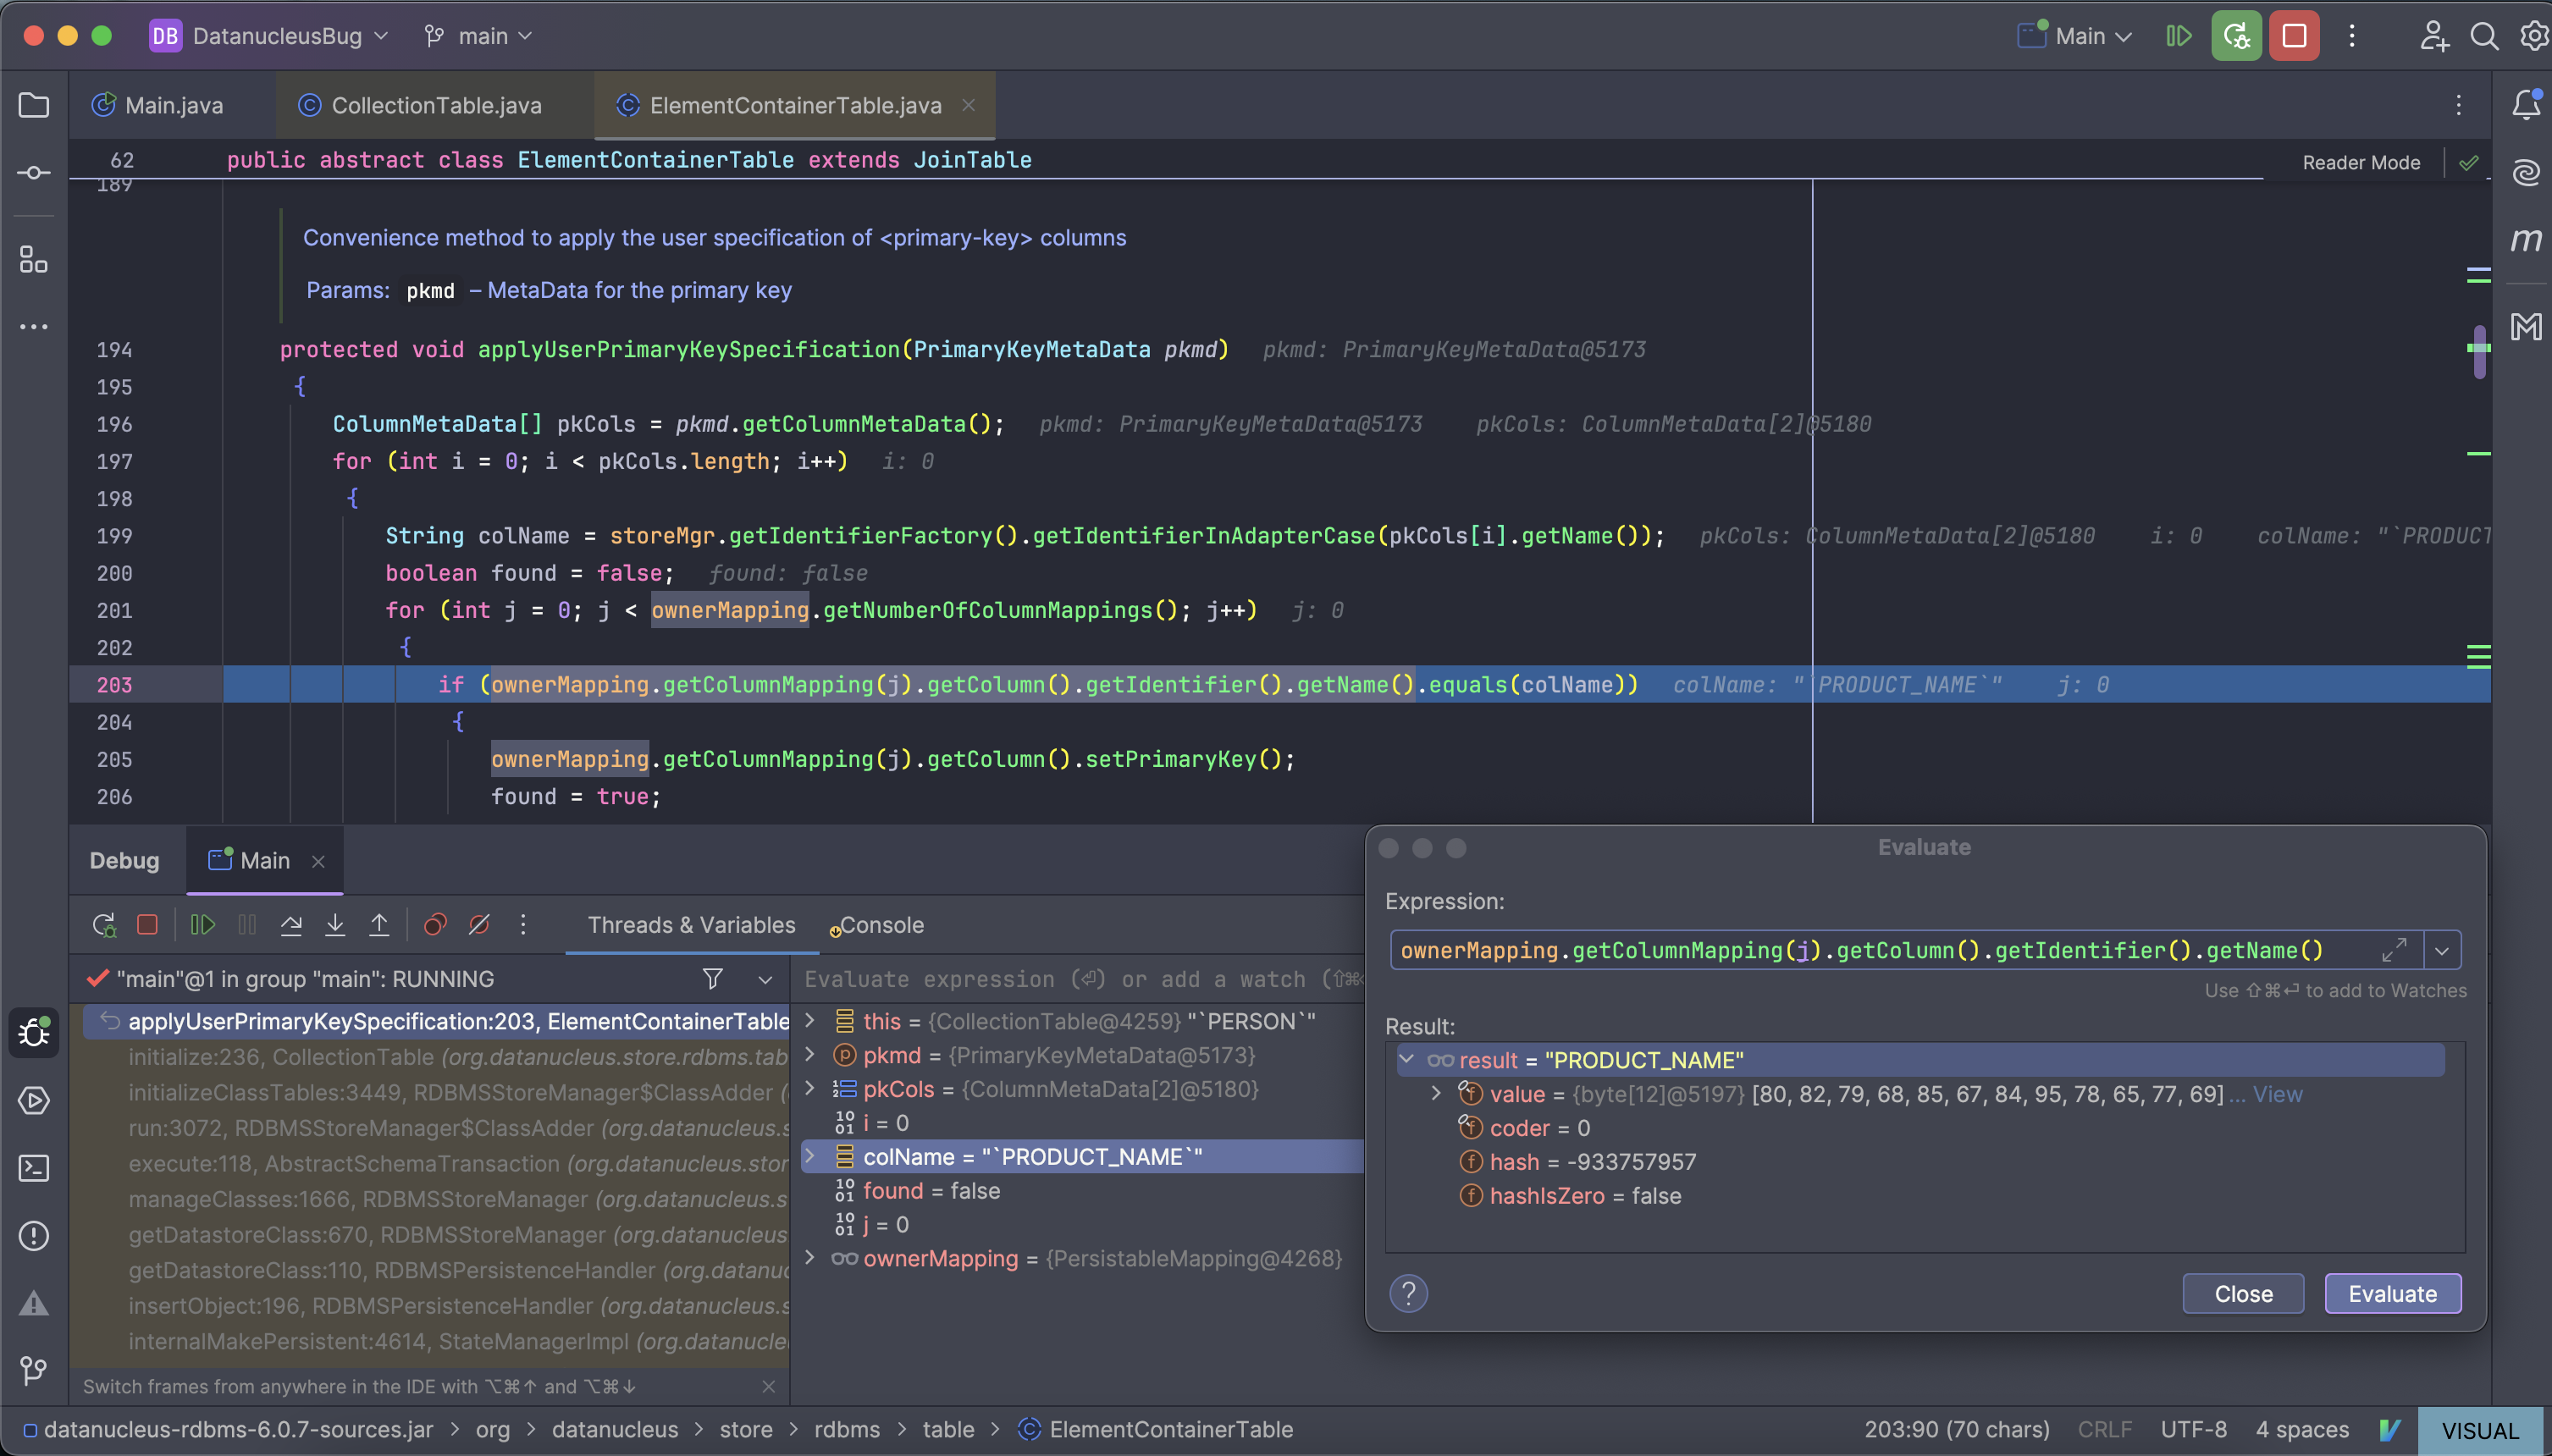 DB DatanucleusBug main Main
Main.java CollectionTable.java ElementContainerTable.java
62 public abstract class ElementContainerTable extends JoinTable Reader Mode
189
Convenience method to apply the user specification of <primary-key> columns
Params: pkmd – MetaData for the primary key
194 protected void applyUserPrimaryKeySpecification(PrimaryKeyMetaData pkmd) pkmd: PrimaryKeyMetaData@5173
195 {
196 ColumnMetaData[] pkCols = pkmd.getColumnMetaData(); pkmd: PrimaryKeyMetaData@5173 pkCols: ColumnMetaData[2]@5180
197 for (int i = 0; i < pkCols.length; i++) i: 0
198 {
199 String colName = storeMgr.getIdentifierFactory().getIdentifierInAdapterCase(pkCols[i].getName()); pkCols: ColumnMetaData[2]@5180 i: 0 colName: "`PRODUCT
200 boolean found = false; found: false
201 for (int j = 0; j < ownerMapping.getNumberOfColumnMappings(); j++) j: 0
202 {
203 if (ownerMapping.getColumnMapping(j).getColumn().getIdentifier().getName().equals(colName)) colName: "`PRODUCT_NAME`" j: 0
204 {
205 ownerMapping.getColumnMapping(j).getColumn().setPrimaryKey();
206 found = true;
Debug Main
Threads & Variables Console
"main"@1 in group "main": RUNNING
applyUserPrimaryKeySpecification:203, ElementContainerTable
initialize:236, CollectionTable (org.datanucleus.store.rdbms.tab
initializeClassTables:3449, RDBMSStoreManager$ClassAdder (
run:3072, RDBMSStoreManager$ClassAdder (org.datanucleus.s
execute:118, AbstractSchemaTransaction (org.datanucleus.stor
manageClasses:1666, RDBMSStoreManager (org.datanucleus.s
getDatastoreClass:670, RDBMSStoreManager (org.datanucleus.
getDatastoreClass:110, RDBMSPersistenceHandler (org.datanuc
insertObject:196, RDBMSPersistenceHandler (org.datanucleus.s
internalMakePersistent:4614, StateManagerImpl (org.datanucle
Switch frames from anywhere in the IDE with ⌥⌘↑ and ⌥⌘↓
Evaluate expression (⏎) or add a watch (⇧⌘
this = {CollectionTable@4259} "`PERSON`"
pkmd = {PrimaryKeyMetaData@5173}
pkCols = {ColumnMetaData[2]@5180}
i = 0
colName = "`PRODUCT_NAME`"
found = false
j = 0
ownerMapping = {PersistableMapping@4268}
Evaluate
Expression:
ownerMapping.getColumnMapping(j).getColumn().getIdentifier().getName()
Use ⇧⌘⏎ to add to Watches
Result:
result = "PRODUCT_NAME"
value = {byte[12]@5197} [80, 82, 79, 68, 85, 67, 84, 95, 78, 65, 77, 69] ... View
coder = 0
hash = -933757957
hashIsZero = false
? Close Evaluate
datanucleus-rdbms-6.0.7-sources.jar > org > datanucleus > store > rdbms > table > ElementContainerTable 203:90 (70 chars) CRLF UTF-8 4 spaces VISUAL